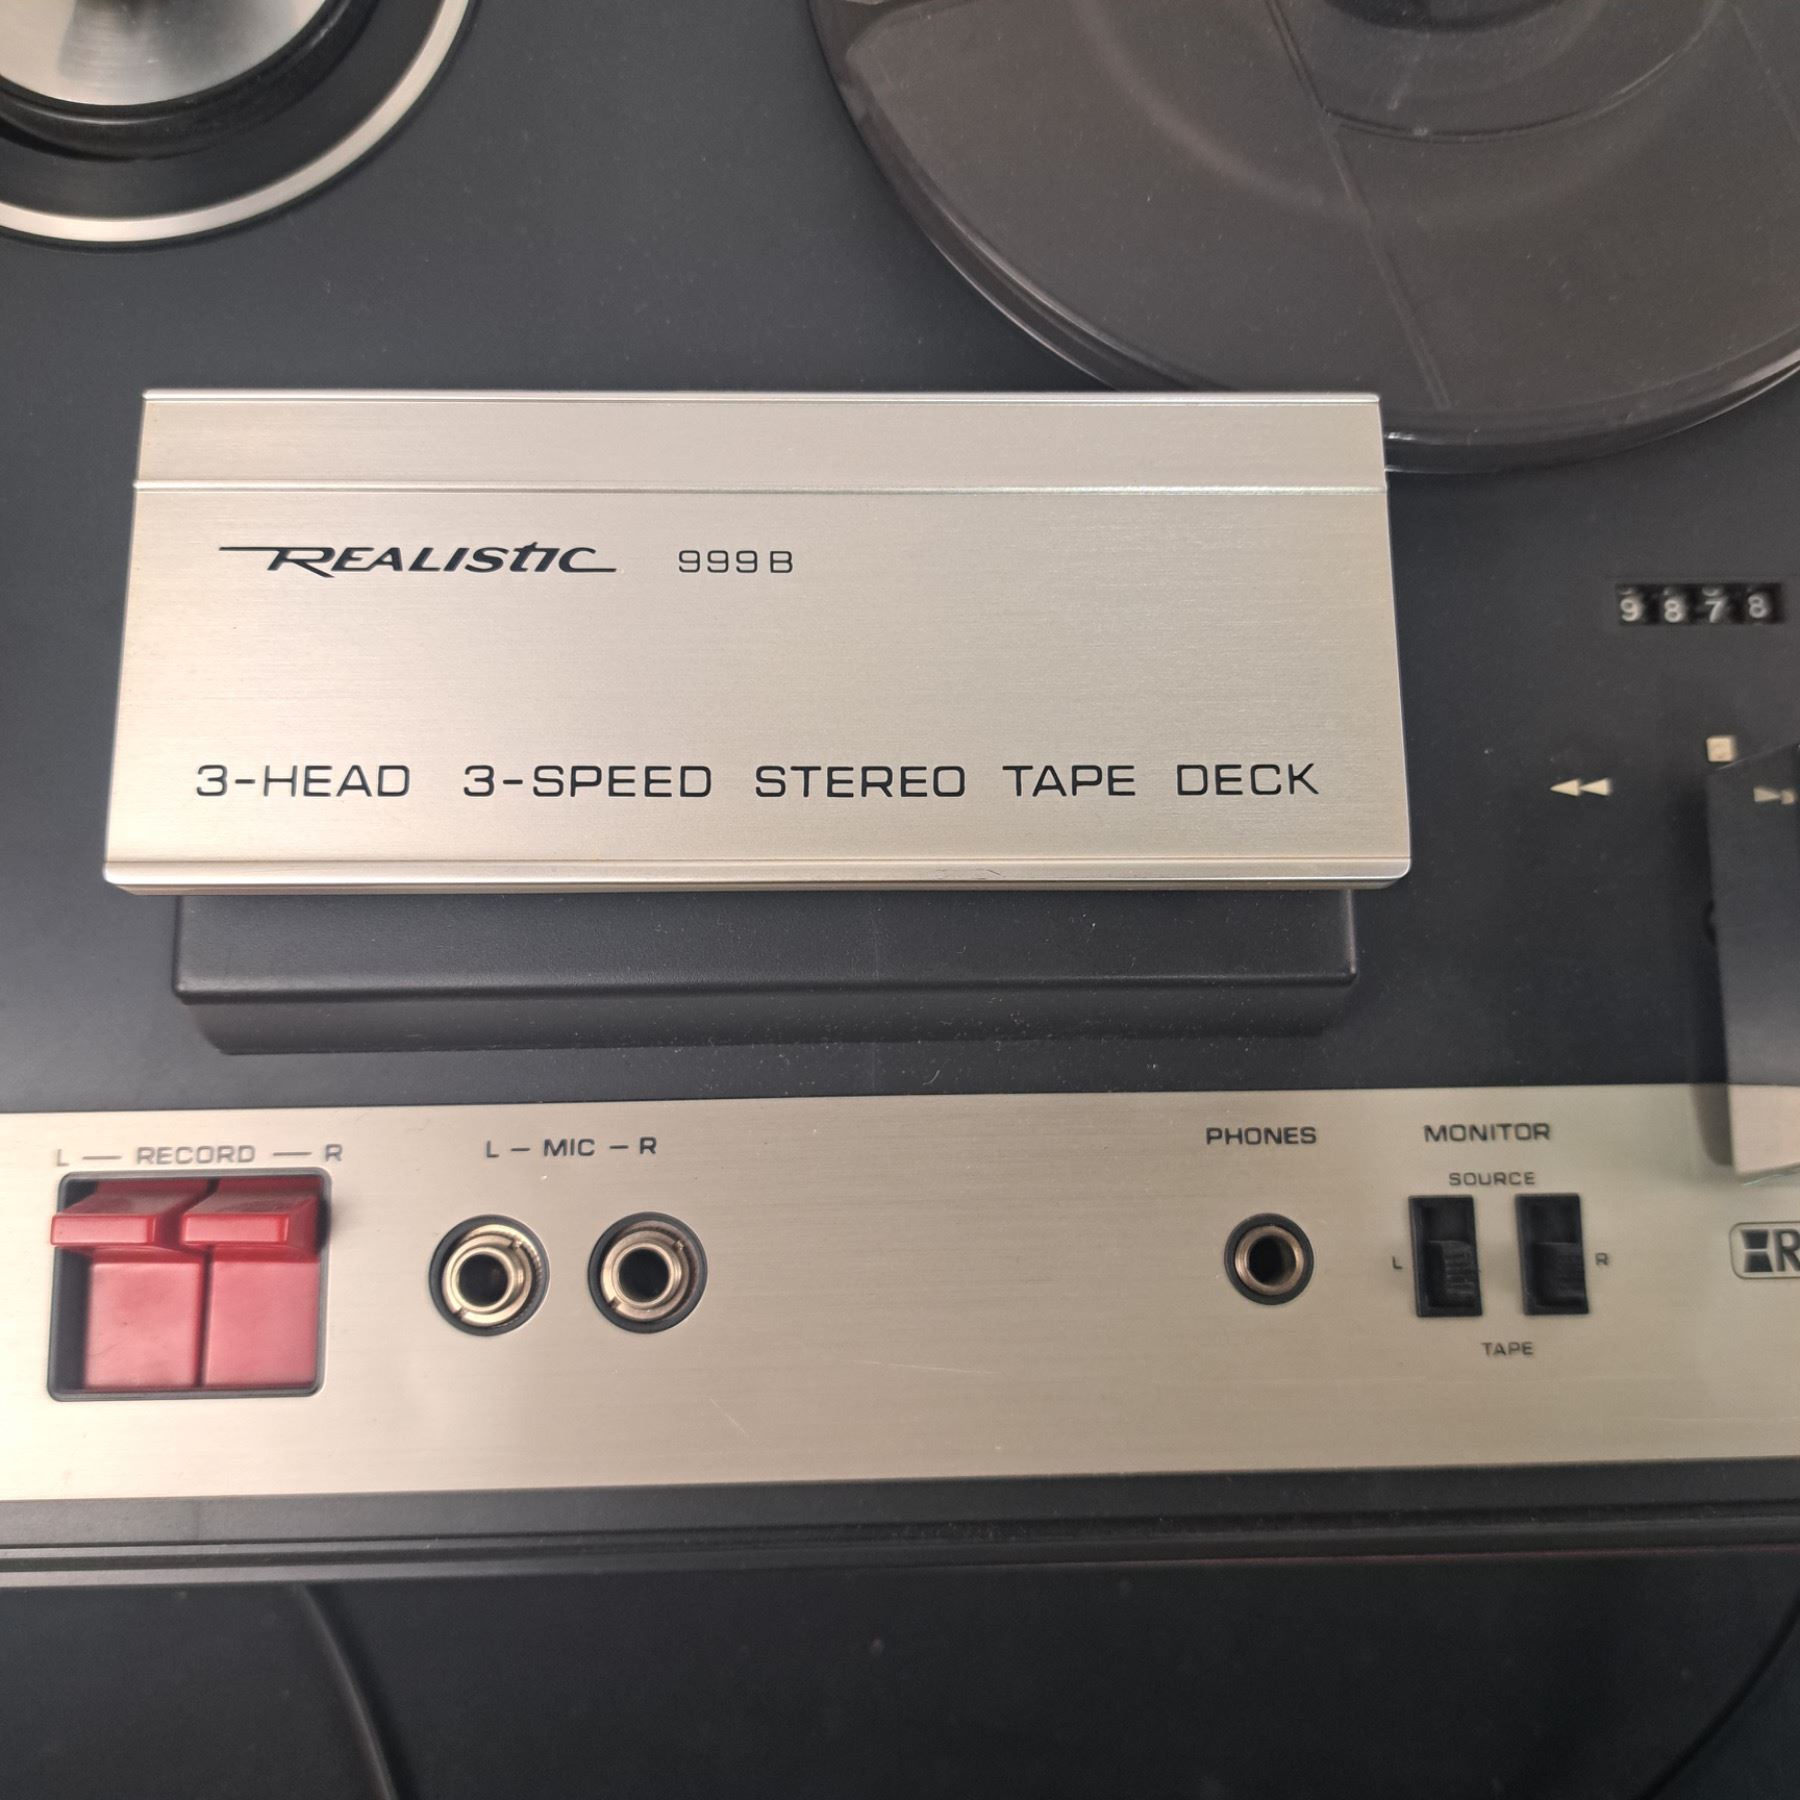 REALISTIC 999B
9878
3-HEAD 3-SPEED STEREO TAPE DECK
L — RECORD — R
L – MIC – R
PHONES
MONITOR
SOURCE
L R
TAPE
R